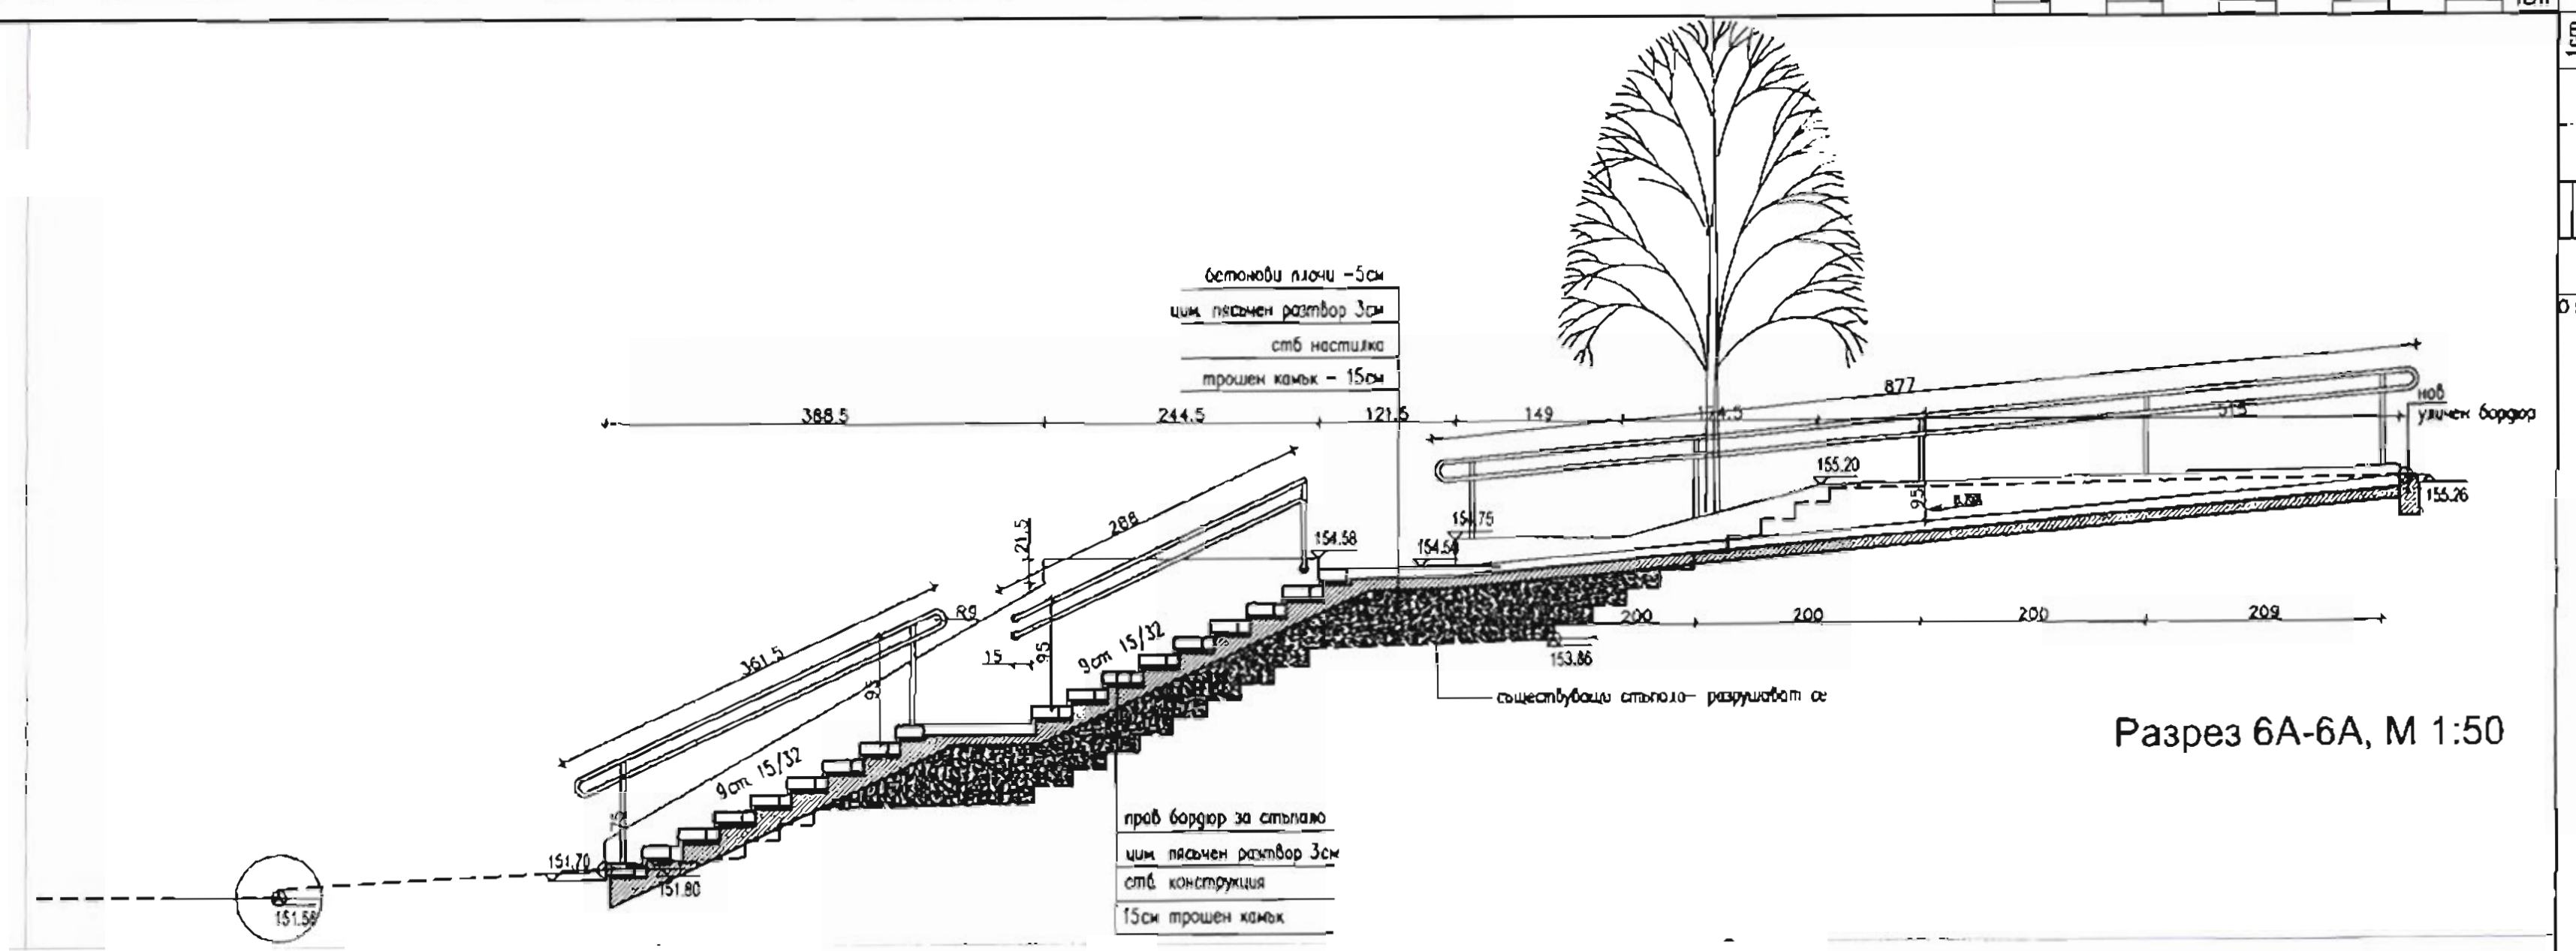 бетонови плочи -5см
цим. пясъчен разтвор 3см
стб настилка
трошен камък - 15см
877
388.5
244.5
121.5
149
515
нов
уличен бордюр
288
21.5
155.20
95
155.26
154.75
154.58
361.5
89
15
95
9ст 15/32
200
200
200
209
153.86
95
съществуващи стъпала- разрушават се
Разрез 6А-6А, М 1:50
9ст 15/32
75
прав бордюр за стъпало
цим. пясъчен разтвор 3см
стб. конструкция
15см трошен камък
151.70
151.80
151.58